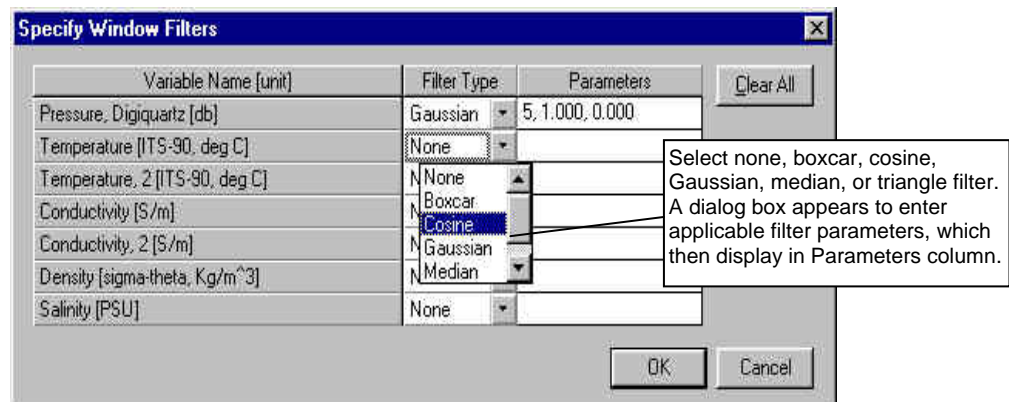 Specify Window Filters
Variable Name [unit] Filter Type Parameters Clear All
Pressure, Digiquartz [db] Gaussian 5, 1.000, 0.000
Temperature [ITS-90, deg C] None
Temperature, 2 [ITS-90, deg C] N None
Conductivity [S/m] Boxcar
Cosine
Conductivity, 2 [S/m] N Gaussian
Density [sigma-theta, Kg/m^3] N Median
Salinity [PSU] None
Select none, boxcar, cosine,
Gaussian, median, or triangle filter.
A dialog box appears to enter
applicable filter parameters, which
then display in Parameters column.
OK Cancel